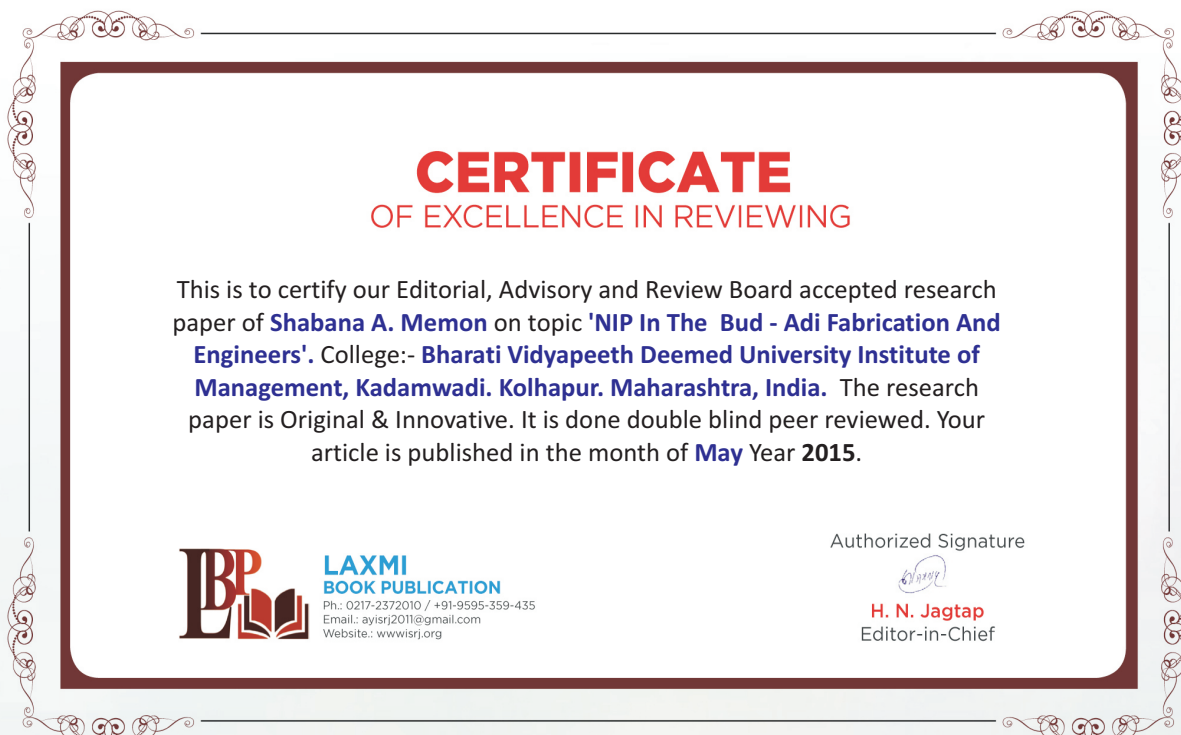 CERTIFICATE
OF EXCELLENCE IN REVIEWING
This is to certify our Editorial, Advisory and Review Board accepted research
paper of Shabana A. Memon on topic 'NIP In The Bud - Adi Fabrication And
Engineers'. College:- Bharati Vidyapeeth Deemed University Institute of
Management, Kadamwadi. Kolhapur. Maharashtra, India. The research
paper is Original & Innovative. It is done double blind peer reviewed. Your
article is published in the month of May Year 2015.
LBP
LAXMI
BOOK PUBLICATION
Ph.: 0217-2372010 / +91-9595-359-435
Email.: ayisrj2011@gmail.com
Website.: wwwisrj.org
Authorized Signature
H. N. Jagtap
Editor-in-Chief